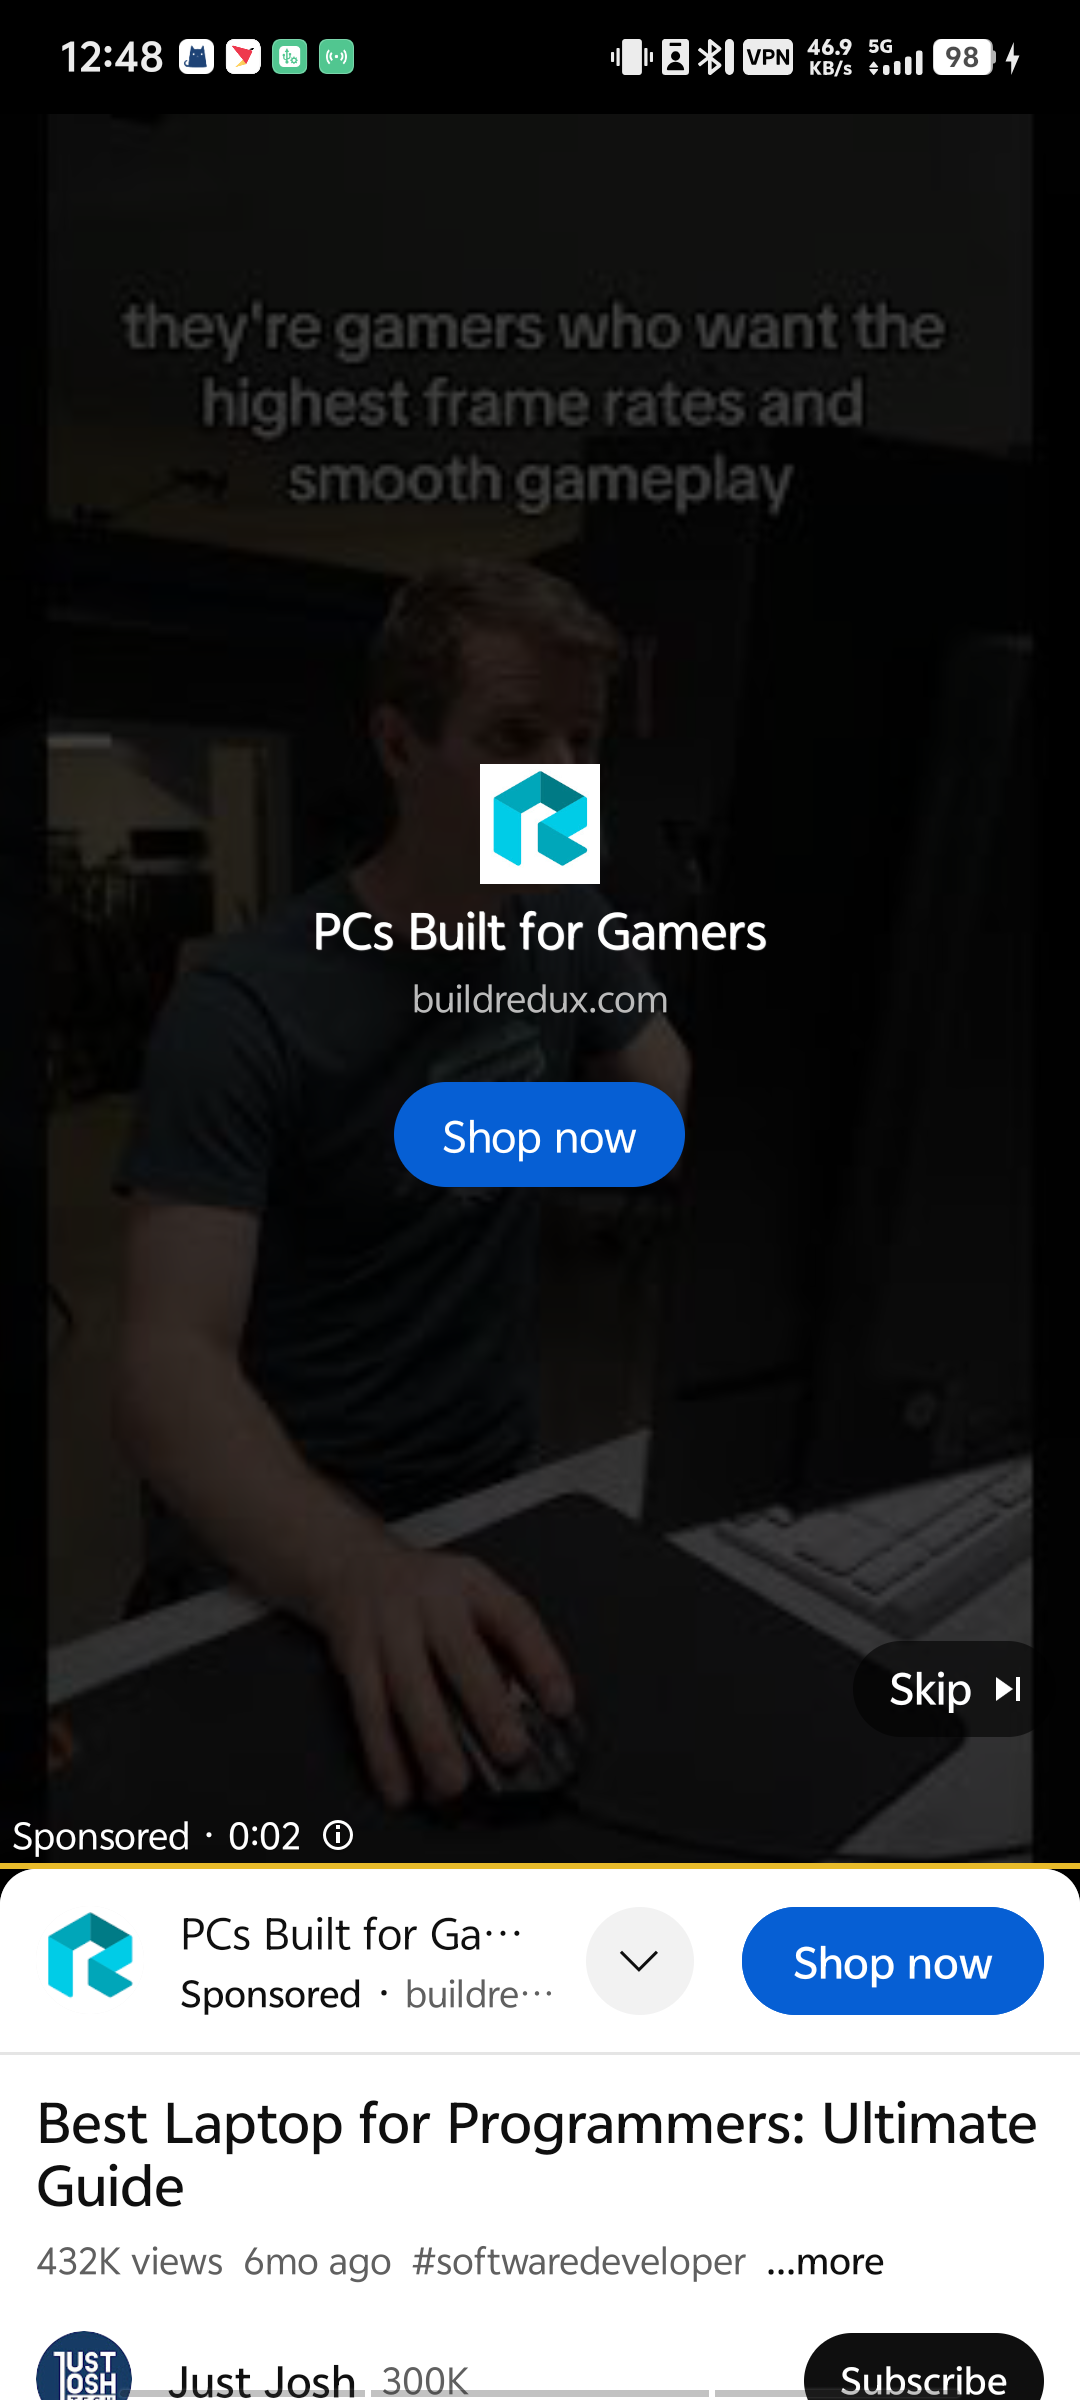 12:48
VPN
46.9
KB/s
5G
98
they're gamers who want the
highest frame rates and
smooth gameplay
PCs Built for Gamers
buildredux.com
Shop now
Skip
Sponsored · 0:02
PCs Built for Ga...
Sponsored · buildre...
Shop now
Best Laptop for Programmers: Ultimate
Guide
432K views 6mo ago #softwaredeveloper ...more
JUST
JOSH
TECH
Just Josh 300K
Subscribe